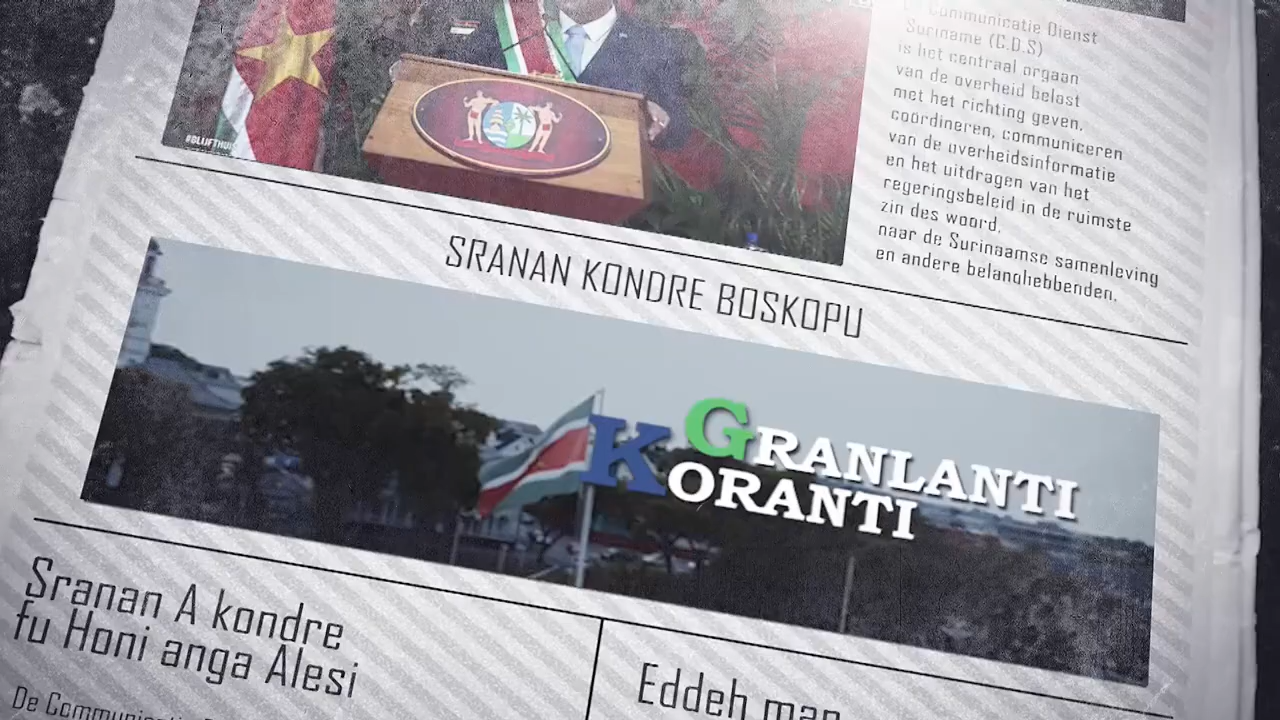 Communicatie Dienst
Suriname (C.D.S)
is het centraal orgaan
van de overheid belast
met het richting geven,
coördineren, communiceren
van de overheidsinformatie
en het uitdragen van het
regeringsbeleid in de ruimste
zin des woord,
naar de Surinaamse samenleving
en andere belanghebbenden.
SRANAN KONDRE BOSKOPU
GRANLANTI
KORANTI
Sranan A kondre
fu Honi anga Alesi
De
Eddeh man